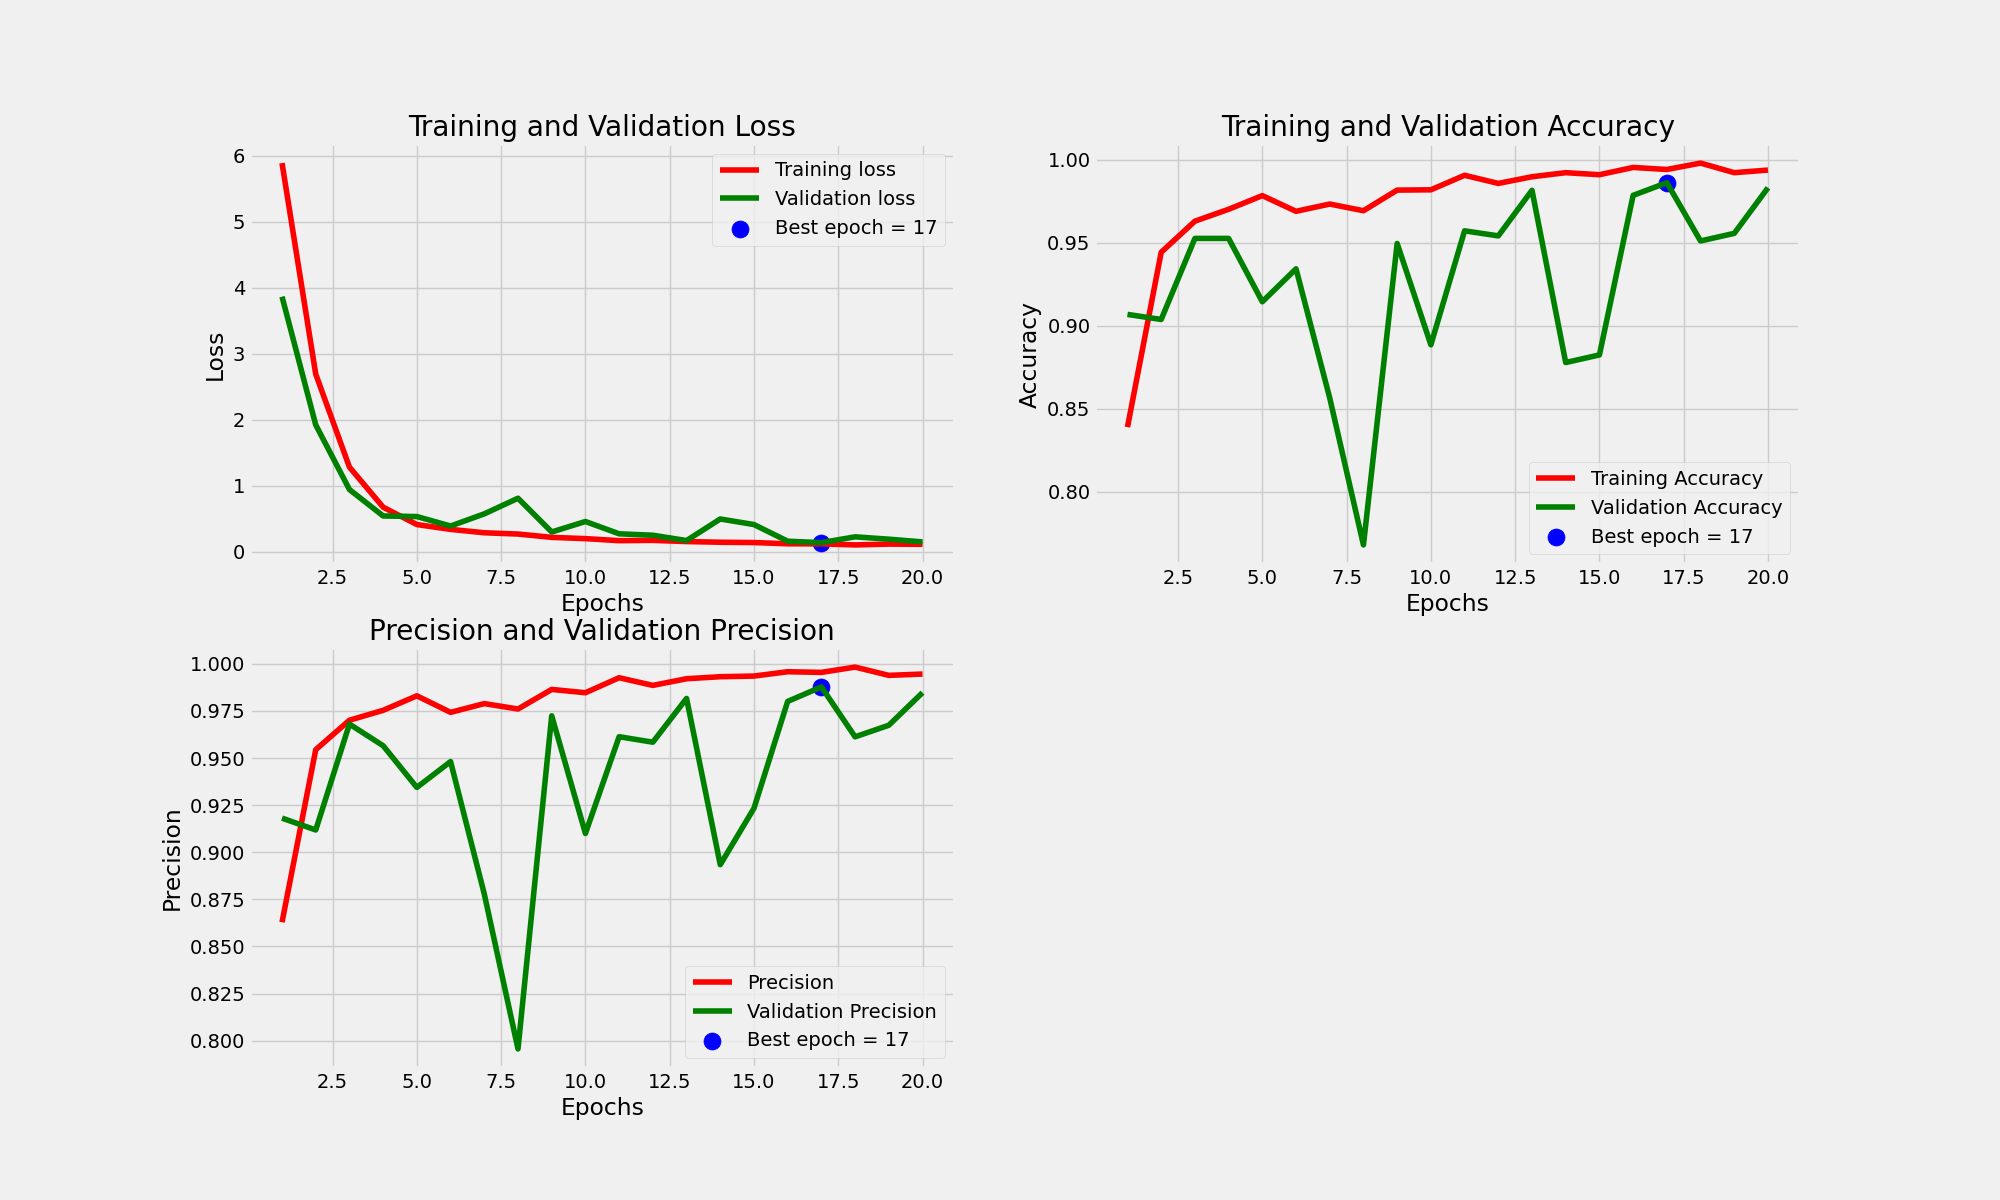 Training and Validation Loss
6
5
4
3
2
1
0
Loss
Training loss
Validation loss
Best epoch = 17
2.5 5.0 7.5 10.0 12.5 15.0 17.5 20.0
Epochs
Training and Validation Accuracy
1.00
0.95
0.90
0.85
0.80
Accuracy
Training Accuracy
Validation Accuracy
Best epoch = 17
2.5 5.0 7.5 10.0 12.5 15.0 17.5 20.0
Epochs
Precision and Validation Precision
1.000
0.975
0.950
0.925
0.900
0.875
0.850
0.825
0.800
Precision
Precision
Validation Precision
Best epoch = 17
2.5 5.0 7.5 10.0 12.5 15.0 17.5 20.0
Epochs